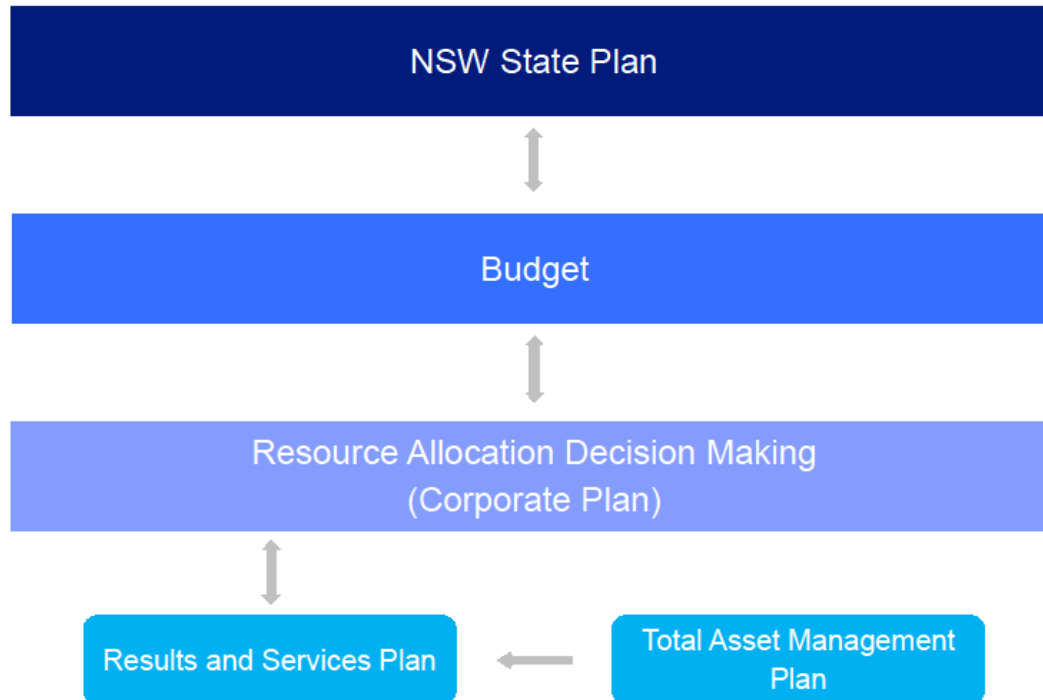 NSW State Plan
Budget
Resource Allocation Decision Making
(Corporate Plan)
Results and Services Plan
Total Asset Management
Plan